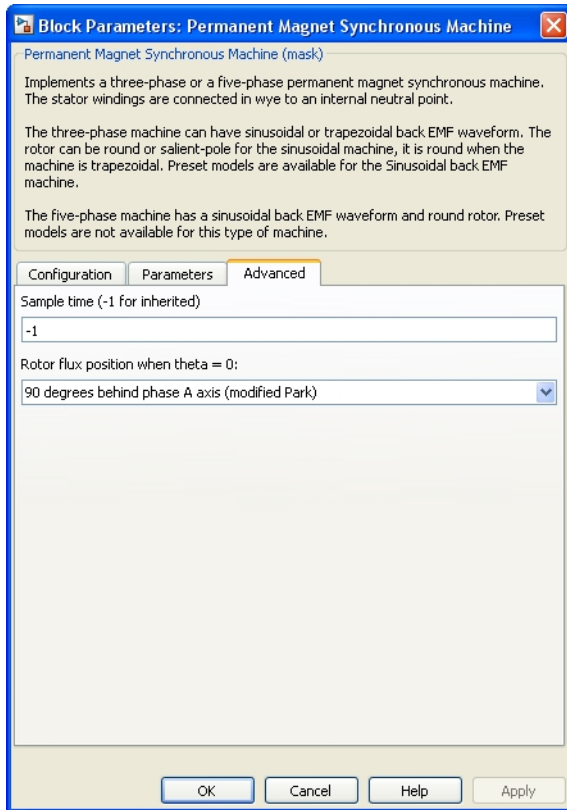 Block Parameters: Permanent Magnet Synchronous Machine
Permanent Magnet Synchronous Machine (mask)
Implements a three-phase or a five-phase permanent magnet synchronous machine.
The stator windings are connected in wye to an internal neutral point.
The three-phase machine can have sinusoidal or trapezoidal back EMF waveform. The
rotor can be round or salient-pole for the sinusoidal machine, it is round when the
machine is trapezoidal. Preset models are available for the Sinusoidal back EMF
machine.
The five-phase machine has a sinusoidal back EMF waveform and round rotor. Preset
models are not available for this type of machine.
Configuration Parameters Advanced
Sample time (-1 for inherited)
-1
Rotor flux position when theta = 0:
90 degrees behind phase A axis (modified Park)
OK Cancel Help Apply